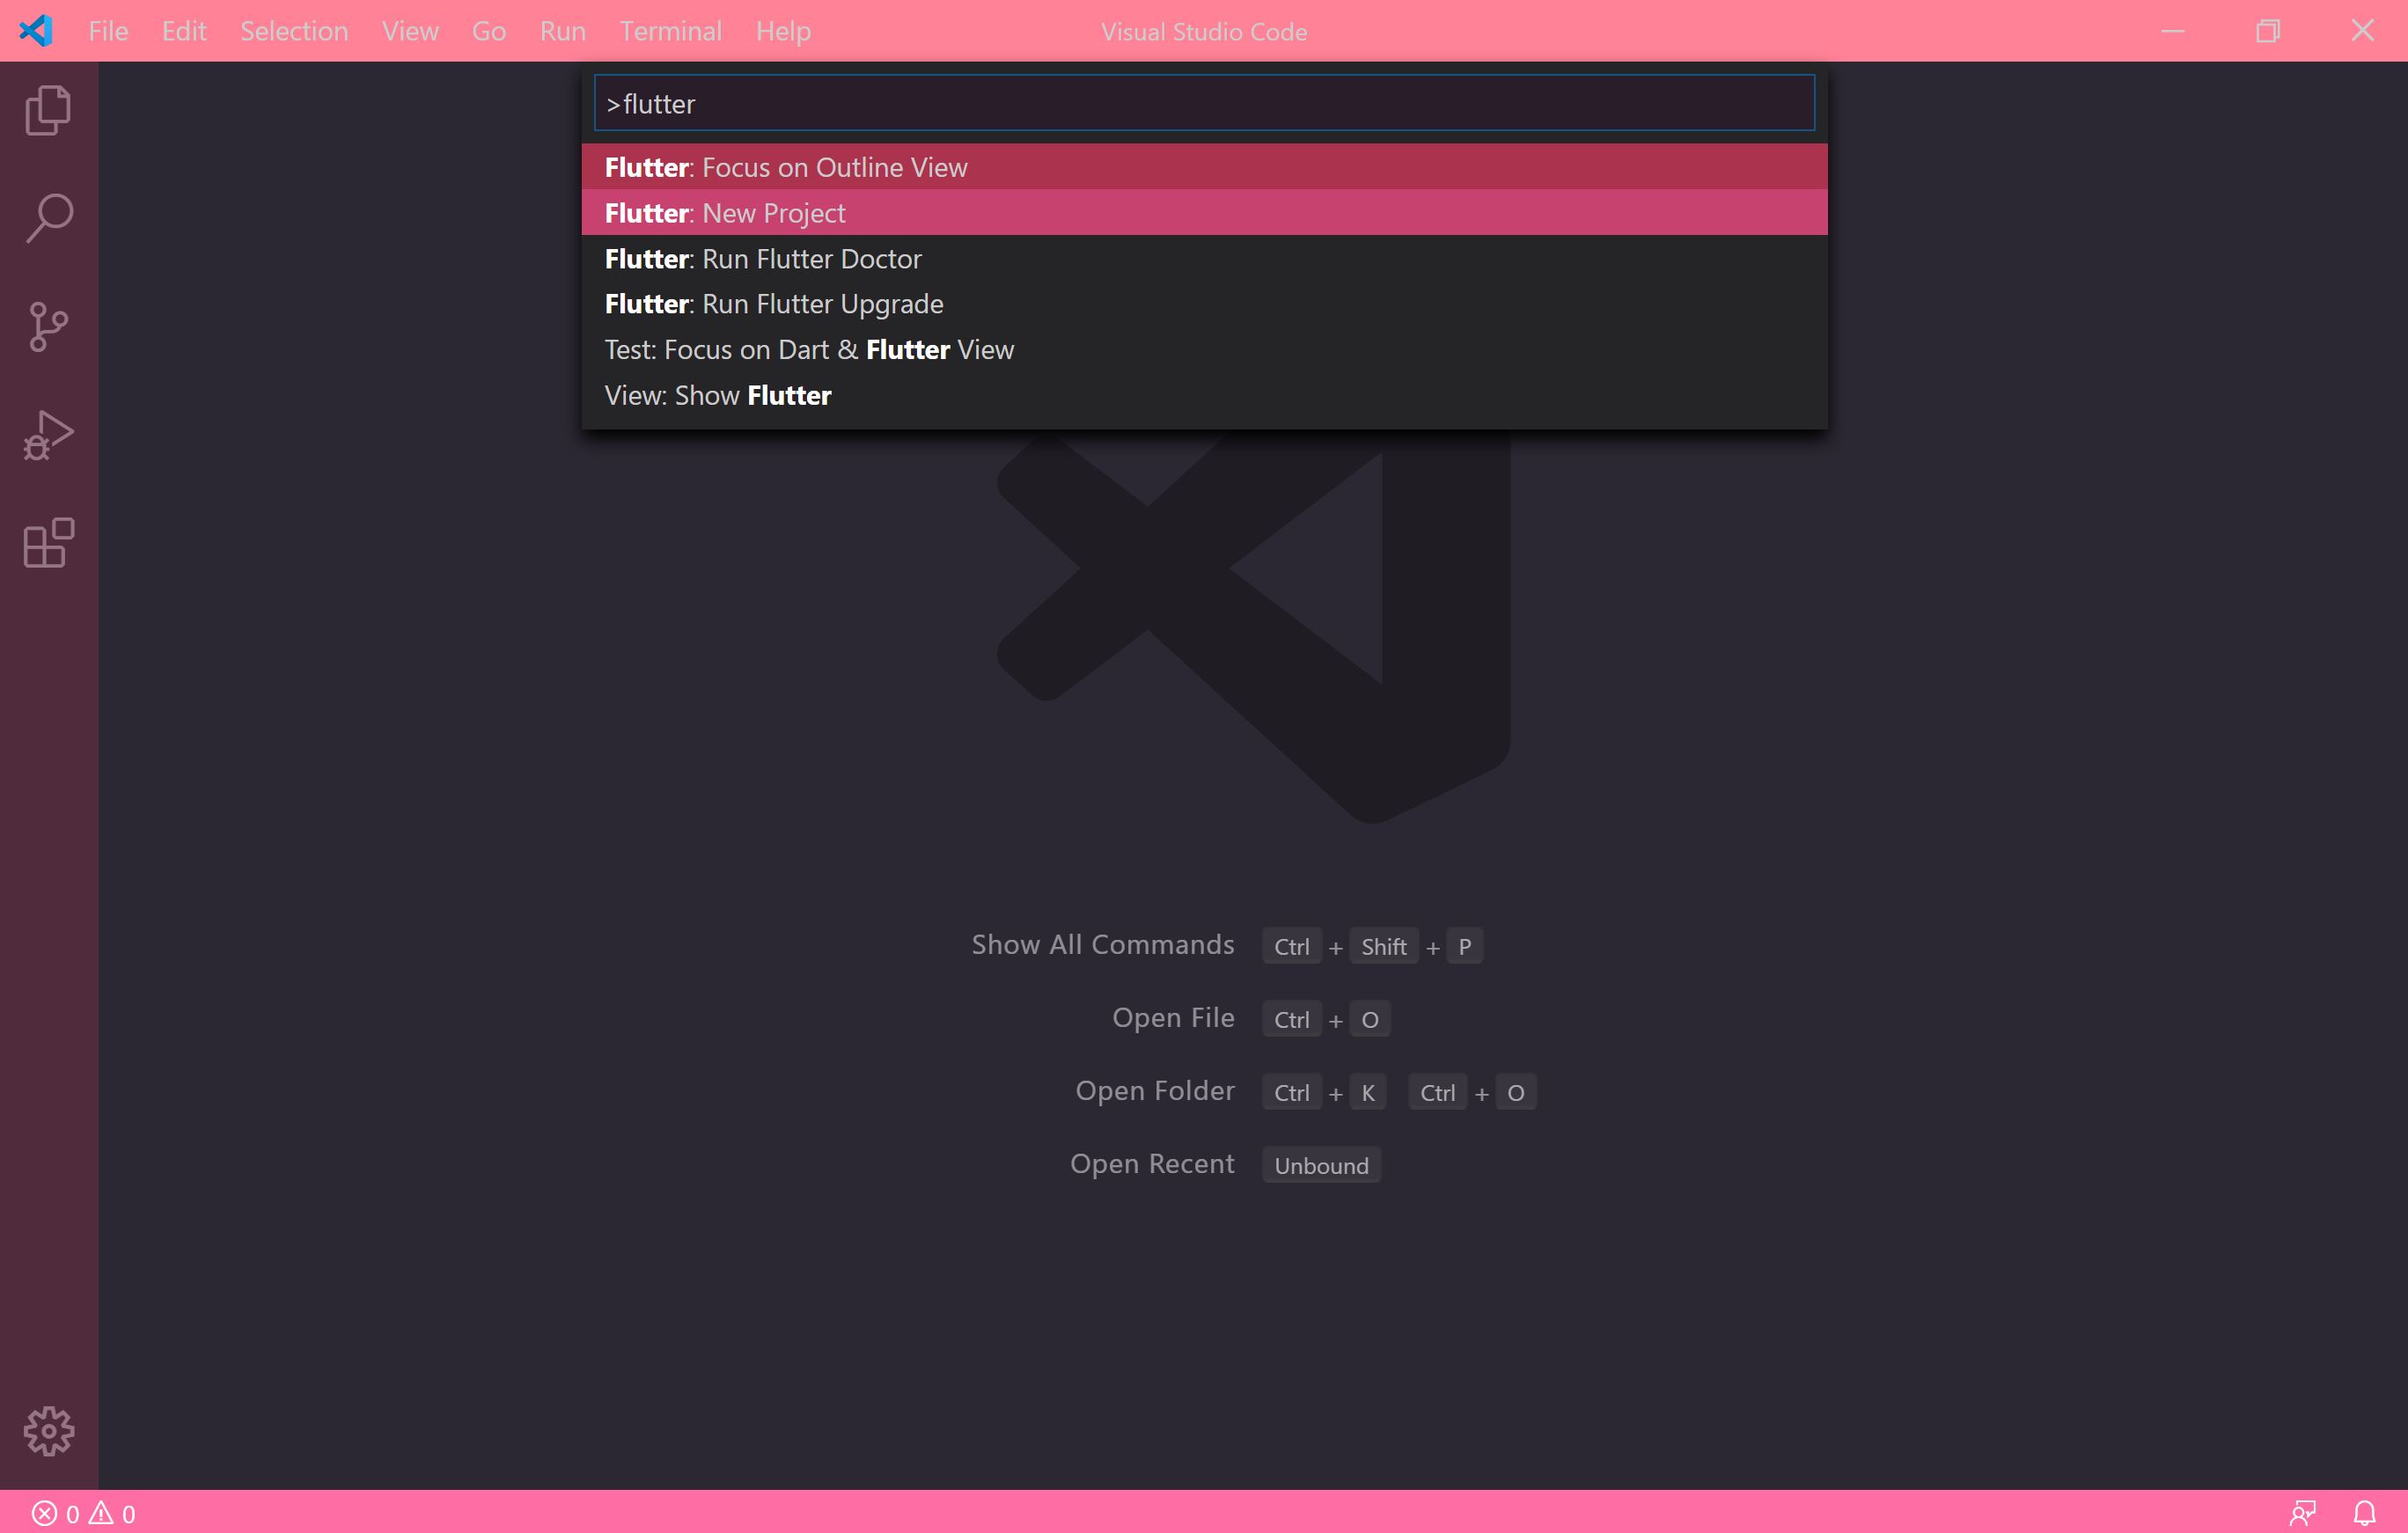 File Edit Selection View Go Run Terminal Help Visual Studio Code
>flutter
Flutter: Focus on Outline View
Flutter: New Project
Flutter: Run Flutter Doctor
Flutter: Run Flutter Upgrade
Test: Focus on Dart & Flutter View
View: Show Flutter
Show All Commands Ctrl + Shift + P
Open File Ctrl + O
Open Folder Ctrl + K Ctrl + O
Open Recent Unbound
0 0